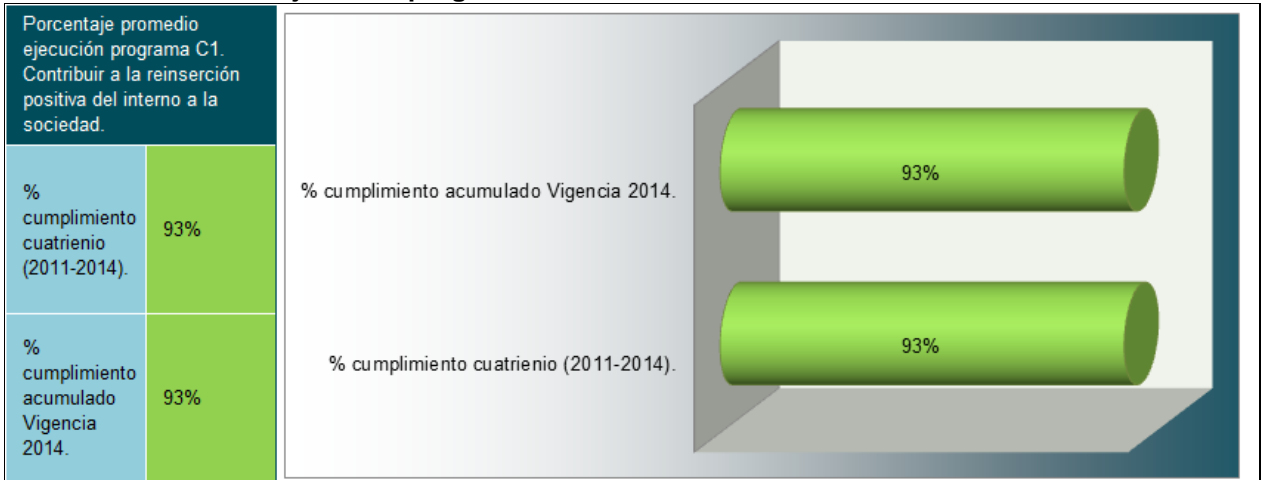 Porcentaje promedio
ejecución programa C1.
Contribuir a la reinserción
positiva del interno a la
sociedad.
%
cumplimiento
cuatrienio
(2011-2014).
93%
%
cumplimiento
acumulado
Vigencia
2014.
93%
% cumplimiento acumulado Vigencia 2014.
93%
% cumplimiento cuatrienio (2011-2014).
93%